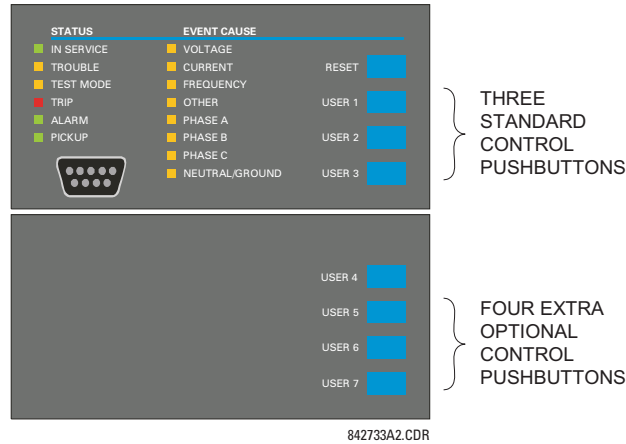 STATUS EVENT CAUSE
IN SERVICE VOLTAGE
TROUBLE CURRENT RESET
TEST MODE FREQUENCY
TRIP OTHER USER 1
ALARM PHASE A
PICKUP PHASE B USER 2
PHASE C
NEUTRAL/GROUND USER 3
THREE
STANDARD
CONTROL
PUSHBUTTONS
USER 4
USER 5
USER 6
USER 7
FOUR EXTRA
OPTIONAL
CONTROL
PUSHBUTTONS
842733A2.CDR